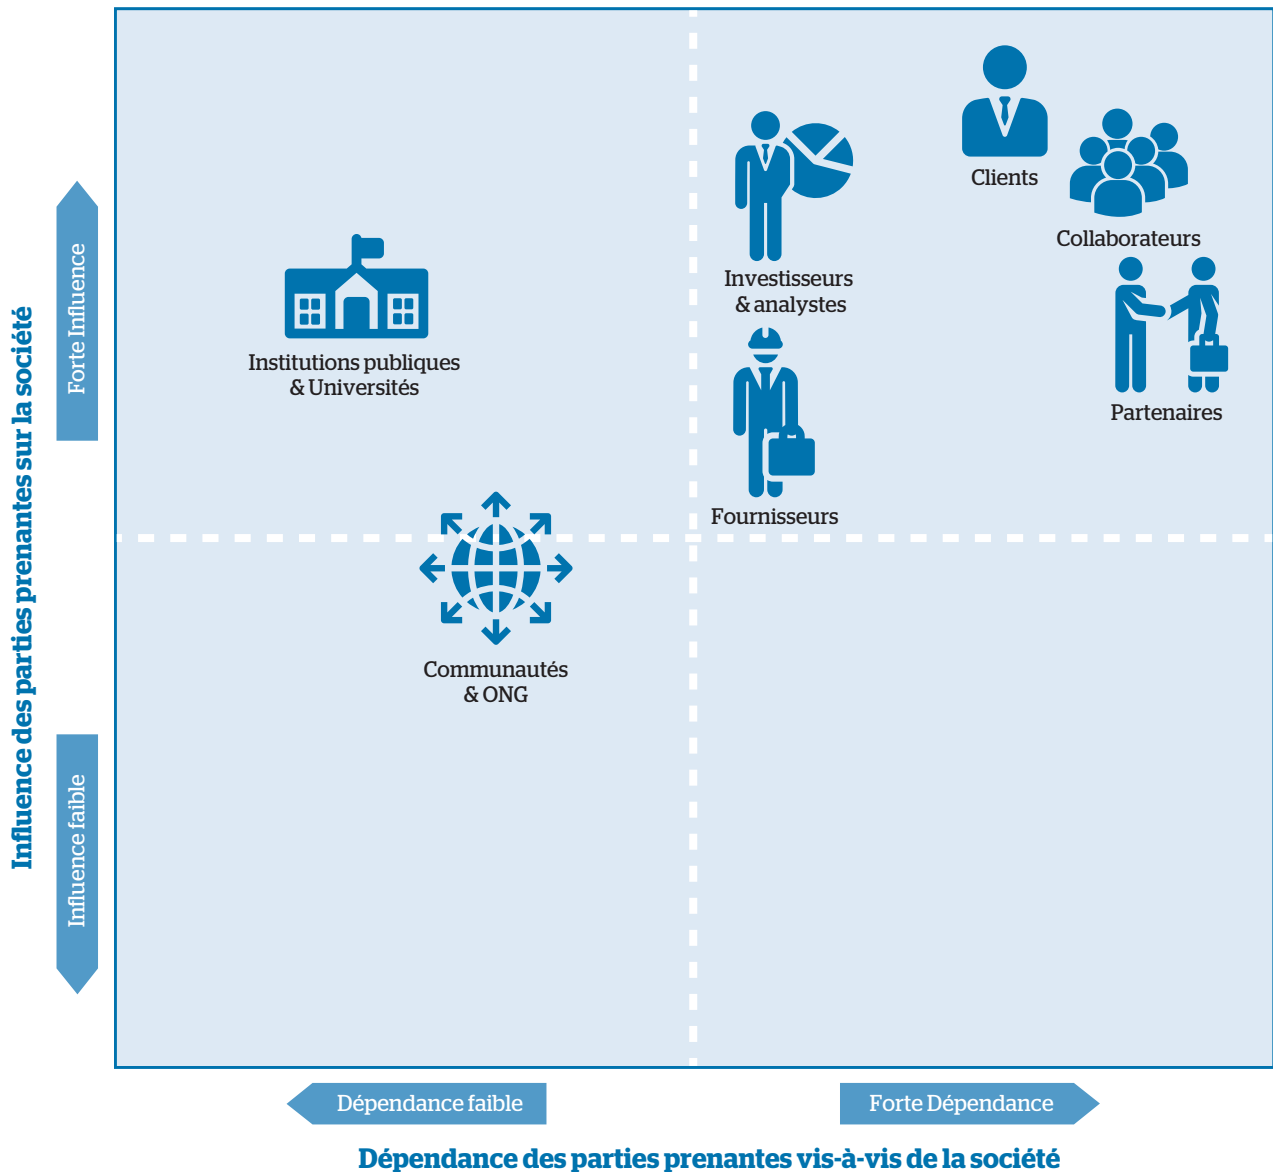 Influence des parties prenantes sur la société
Forte Influence
Influence faible
Clients
Collaborateurs
Investisseurs
& analystes
Institutions publiques
& Universités
Partenaires
Fournisseurs
Communautés
& ONG
Dépendance faible
Forte Dépendance
Dépendance des parties prenantes vis-à-vis de la société